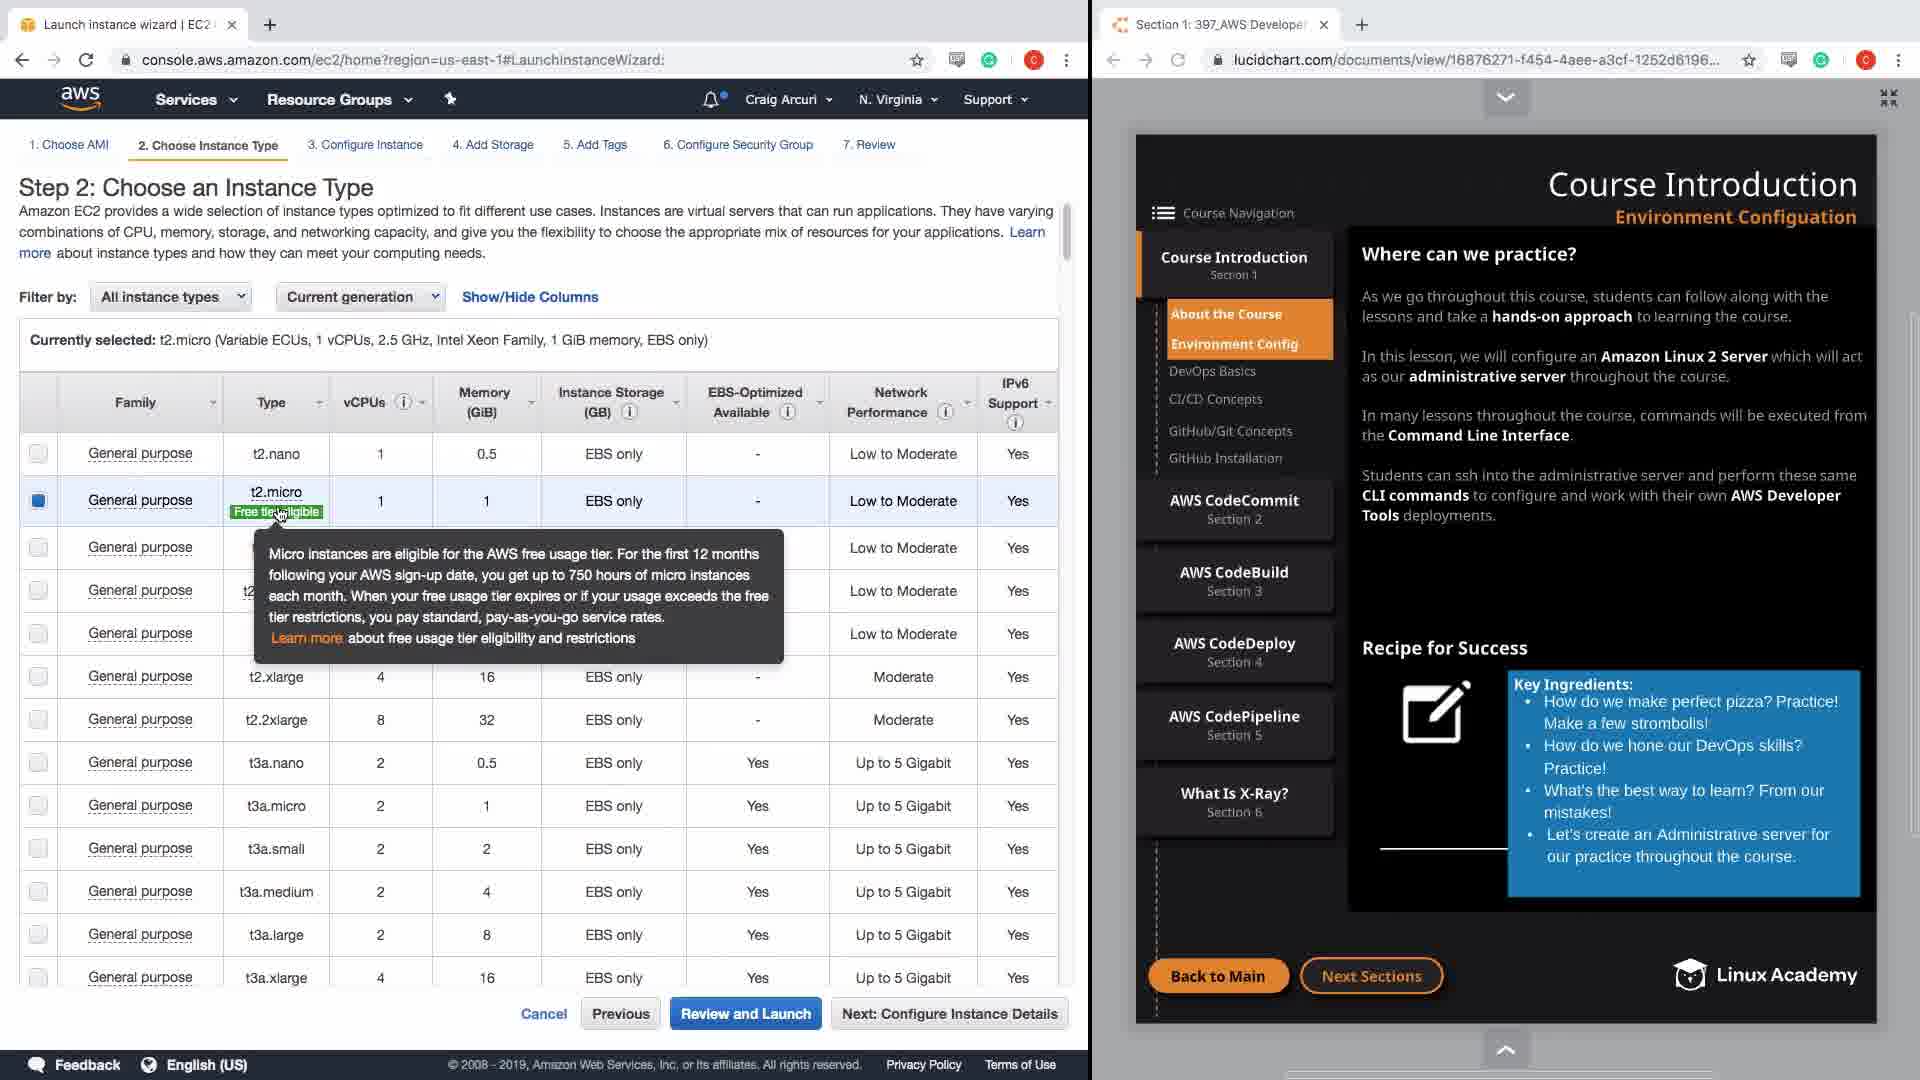 Launch instance wizard | EC2
console.aws.amazon.com/ec2/home?region=us-east-1#LaunchInstanceWizard:
aws
Services
Resource Groups
Craig Arcuri
N. Virginia
Support
1. Choose AMI
2. Choose Instance Type
3. Configure Instance
4. Add Storage
5. Add Tags
6. Configure Security Group
7. Review
Step 2: Choose an Instance Type
Amazon EC2 provides a wide selection of instance types optimized to fit different use cases. Instances are virtual servers that can run applications. They have varying
combinations of CPU, memory, storage, and networking capacity, and give you the flexibility to choose the appropriate mix of resources for your applications. Learn
more about instance types and how they can meet your computing needs.
Filter by: All instance types Current generation Show/Hide Columns
Currently selected: t2.micro (Variable ECUs, 1 vCPUs, 2.5 GHz, Intel Xeon Family, 1 GiB memory, EBS only)
Family Type vCPUs Memory (GiB) Instance Storage (GB) EBS-Optimized Available Network Performance IPv6 Support
General purpose t2.nano 1 0.5 EBS only - Low to Moderate Yes
General purpose t2.micro 1 1 EBS only - Low to Moderate Yes
Free tier eligible
General purpose Low to Moderate Yes
General purpose t2 Low to Moderate Yes
General purpose Low to Moderate Yes
Micro instances are eligible for the AWS free usage tier. For the first 12 months
following your AWS sign-up date, you get up to 750 hours of micro instances
each month. When your free usage tier expires or if your usage exceeds the free
tier restrictions, you pay standard, pay-as-you-go service rates.
Learn more about free usage tier eligibility and restrictions
General purpose t2.xlarge 4 16 EBS only - Moderate Yes
General purpose t2.2xlarge 8 32 EBS only - Moderate Yes
General purpose t3a.nano 2 0.5 EBS only Yes Up to 5 Gigabit Yes
General purpose t3a.micro 2 1 EBS only Yes Up to 5 Gigabit Yes
General purpose t3a.small 2 2 EBS only Yes Up to 5 Gigabit Yes
General purpose t3a.medium 2 4 EBS only Yes Up to 5 Gigabit Yes
General purpose t3a.large 2 8 EBS only Yes Up to 5 Gigabit Yes
General purpose t3a.xlarge 4 16 EBS only Yes Up to 5 Gigabit Yes
Cancel
Previous
Review and Launch
Next: Configure Instance Details
Feedback
English (US)
© 2008 - 2019, Amazon Web Services, Inc. or its affiliates. All rights reserved.
Privacy Policy
Terms of Use
Section 1: 397_AWS Developer
lucidchart.com/documents/view/16876271-f454-4aee-a3cf-1252d6196...
Course Introduction
Environment Configuation
Course Navigation
Course Introduction
Section 1
About the Course
Environment Config
DevOps Basics
CI/CD Concepts
GitHub/Git Concepts
GitHub Installation
AWS CodeCommit
Section 2
AWS CodeBuild
Section 3
AWS CodeDeploy
Section 4
AWS CodePipeline
Section 5
What Is X-Ray?
Section 6
Where can we practice?
As we go throughout this course, students can follow along with the
lessons and take a hands-on approach to learning the course.
In this lesson, we will configure an Amazon Linux 2 Server which will act
as our administrative server throughout the course.
In many lessons throughout the course, commands will be executed from
the Command Line Interface.
Students can ssh into the administrative server and perform these same
CLI commands to configure and work with their own AWS Developer
Tools deployments.
Recipe for Success
Key Ingredients:
• How do we make perfect pizza? Practice!
Make a few strombolis!
• How do we hone our DevOps skills?
Practice!
• What's the best way to learn? From our
mistakes!
• Let's create an Administrative server for
our practice throughout the course.
Back to Main
Next Sections
Linux Academy